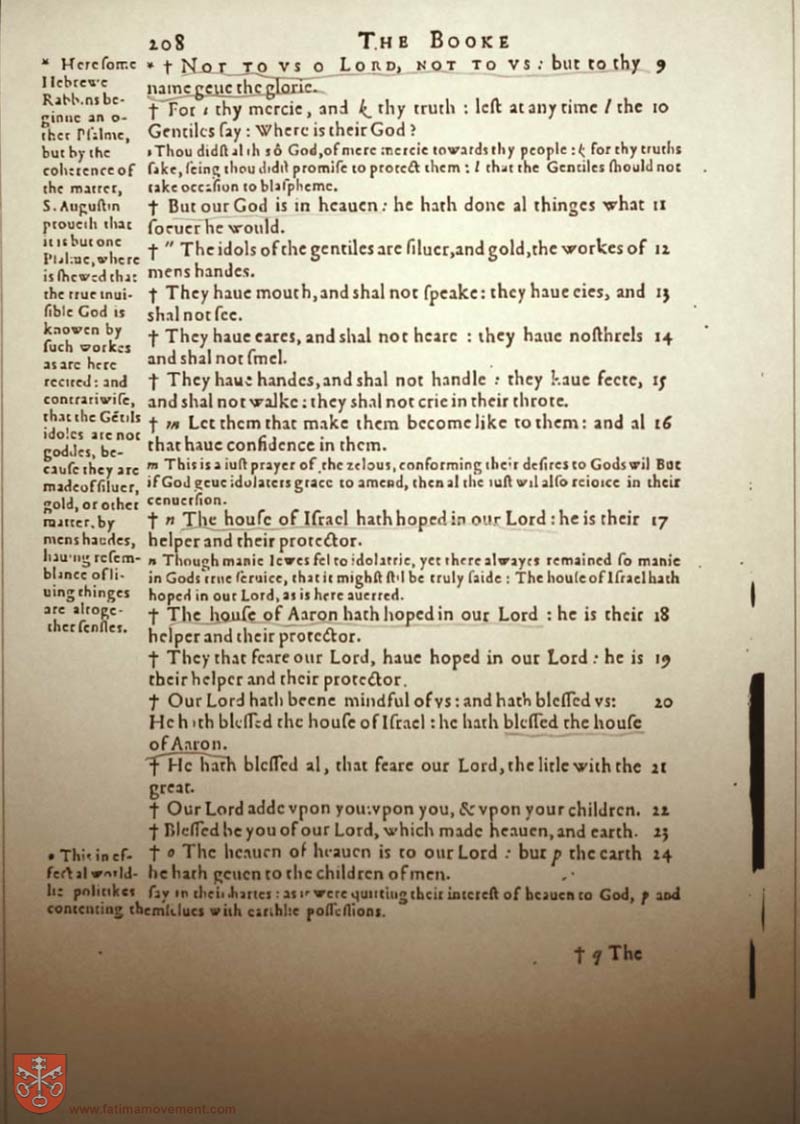 208 THE BOOKE
* † NOT TO VS O LORD, NOT TO VS: but to thy 9
name geue the glorie.
† For i thy mercie, and k thy truth : leſt at any time l the 10
Gentiles ſay: Where is their God?
God, of mere mercie towards thy people : k for thy truths
ſake, ſeing thou didſt promiſe to protect them : l that the Gentiles ſhould not
take occaſion to blaſpheme.
† But our God is in heauen: he hath done al thinges what 11
ſoeuer he would.
† " The idols of the gentiles are ſiluer, and gold, the workes of 12
mens handes.
† They haue mouth, and shal not ſpeake: they haue eies, and 13
shal not ſee.
† They haue eares, and shal not heare : they haue noſthrels 14
and shal not ſmel.
† They haue handes, and shal not handle : they haue feete, 15
and shal not walke: they shal not crie in their throte.
† m Let them that make them become like to them: and al 16
that haue confidence in them.
m This is a iuſt prayer of the zelous, conforming their deſires to Gods wil But
if God geue idolaters grace to amend, then al the iuſt wil alſo reioice in their
conuerſion.
† n The houſe of Iſrael hath hoped in our Lord: he is their 17
helper and their protector.
n Though manie Iewes fel to idolatrie, yet there alwayes remained ſo manie
in Gods true ſeruice, that it might ſtil be truly ſaide : The houſe of Iſrael hath
hoped in our Lord, as is here auerred.
† The houſe of Aaron hath hoped in our Lord : he is their 18
helper and their protector.
† They that feare our Lord, haue hoped in our Lord: he is 19
their helper and their protector.
† Our Lord hath beene mindful of vs: and hath bleſſed vs: 20
He hath bleſſed the houſe of Iſrael: he hath bleſſed the houſe
of Aaron.
† He hath bleſſed al, that feare our Lord, the litle with the 21
great.
† Our Lord adde vpon you: vpon you, & vpon your children. 22
† Bleſſed be you of our Lord, which made heauen, and earth. 23
† o The heauen of heauen is to our Lord : but p the earth 24
he hath geuen to the children of men.
* Here ſome
Hebrewe
Rabbins be-
ginne an o-
ther Pſalme,
but by the
coherence of
the matter,
S. Auguſtin
proueth that
it is but one
Pſalme, where
is ſhewed that
the true inui-
ſible God is
knowen by
ſuch workes
as are here
recited: and
contrariwiſe,
that the Gētils
idoles are not
goddes, be-
cauſe they are
made of ſiluer,
gold, or other
matter, by
mens handes,
hauing reſem-
blance of li-
uing thinges
are altoge-
ther ſenſles.
This in ef-
fect al world-
lie politikes ſay in their hartes: as it were quitting their intereſt of heauen to God, p and
contenting themſelues with earthlie poſſeſſions.
† q The
www.fatimamovement.com